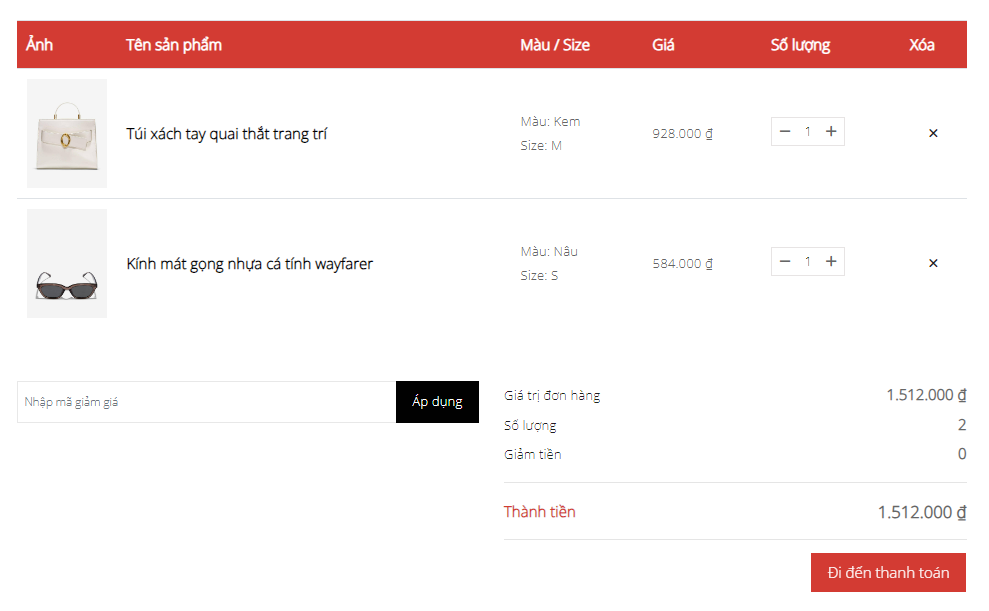 Ảnh Tên sản phẩm Màu / Size Giá Số lượng Xóa
Túi xách tay quai thắt trang trí
Màu: Kem
Size: M
928.000 ₫
− 1 +
×
Kính mát gọng nhựa cá tính wayfarer
Màu: Nâu
Size: S
584.000 ₫
− 1 +
×
Nhập mã giảm giá
Áp dụng
Giá trị đơn hàng 1.512.000 ₫
Số lượng 2
Giảm tiền 0
Thành tiền 1.512.000 ₫
Đi đến thanh toán